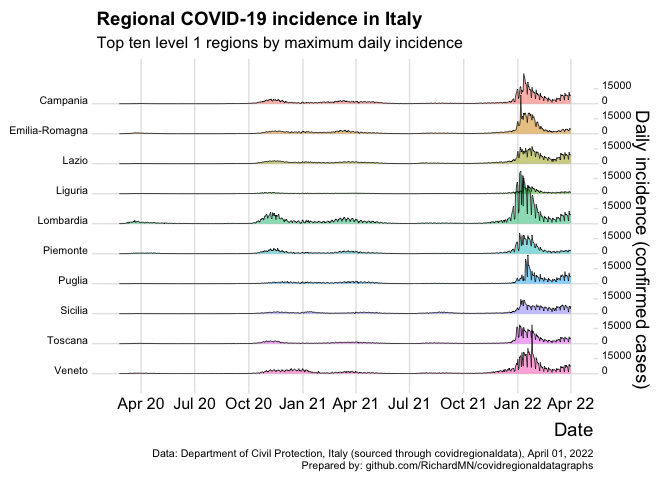 Regional COVID-19 incidence in Italy
Top ten level 1 regions by maximum daily incidence
Campania
15000
0
Emilia-Romagna
15000
0
Lazio
15000
0
Liguria
15000
0
Lombardia
15000
0
Piemonte
15000
0
Puglia
15000
0
Sicilia
15000
0
Toscana
15000
0
Veneto
15000
0
Daily incidence (confirmed cases)
Apr 20 Jul 20 Oct 20 Jan 21 Apr 21 Jul 21 Oct 21 Jan 22 Apr 22
Date
Data: Department of Civil Protection, Italy (sourced through covidregionaldata), April 01, 2022
Prepared by: github.com/RichardMN/covidregionaldatagraphs